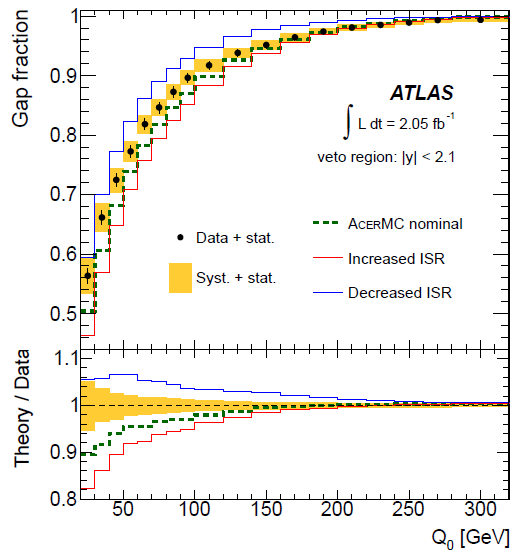 Gap fraction
1
0.9
0.8
0.7
0.6
0.5
ATLAS
∫ L dt = 2.05 fb⁻¹
veto region: |y| < 2.1
Data + stat.
Syst. + stat.
ACERMC nominal
Increased ISR
Decreased ISR
Theory / Data
1.1
1
0.9
0.8
50 100 150 200 250 300
Q₀ [GeV]